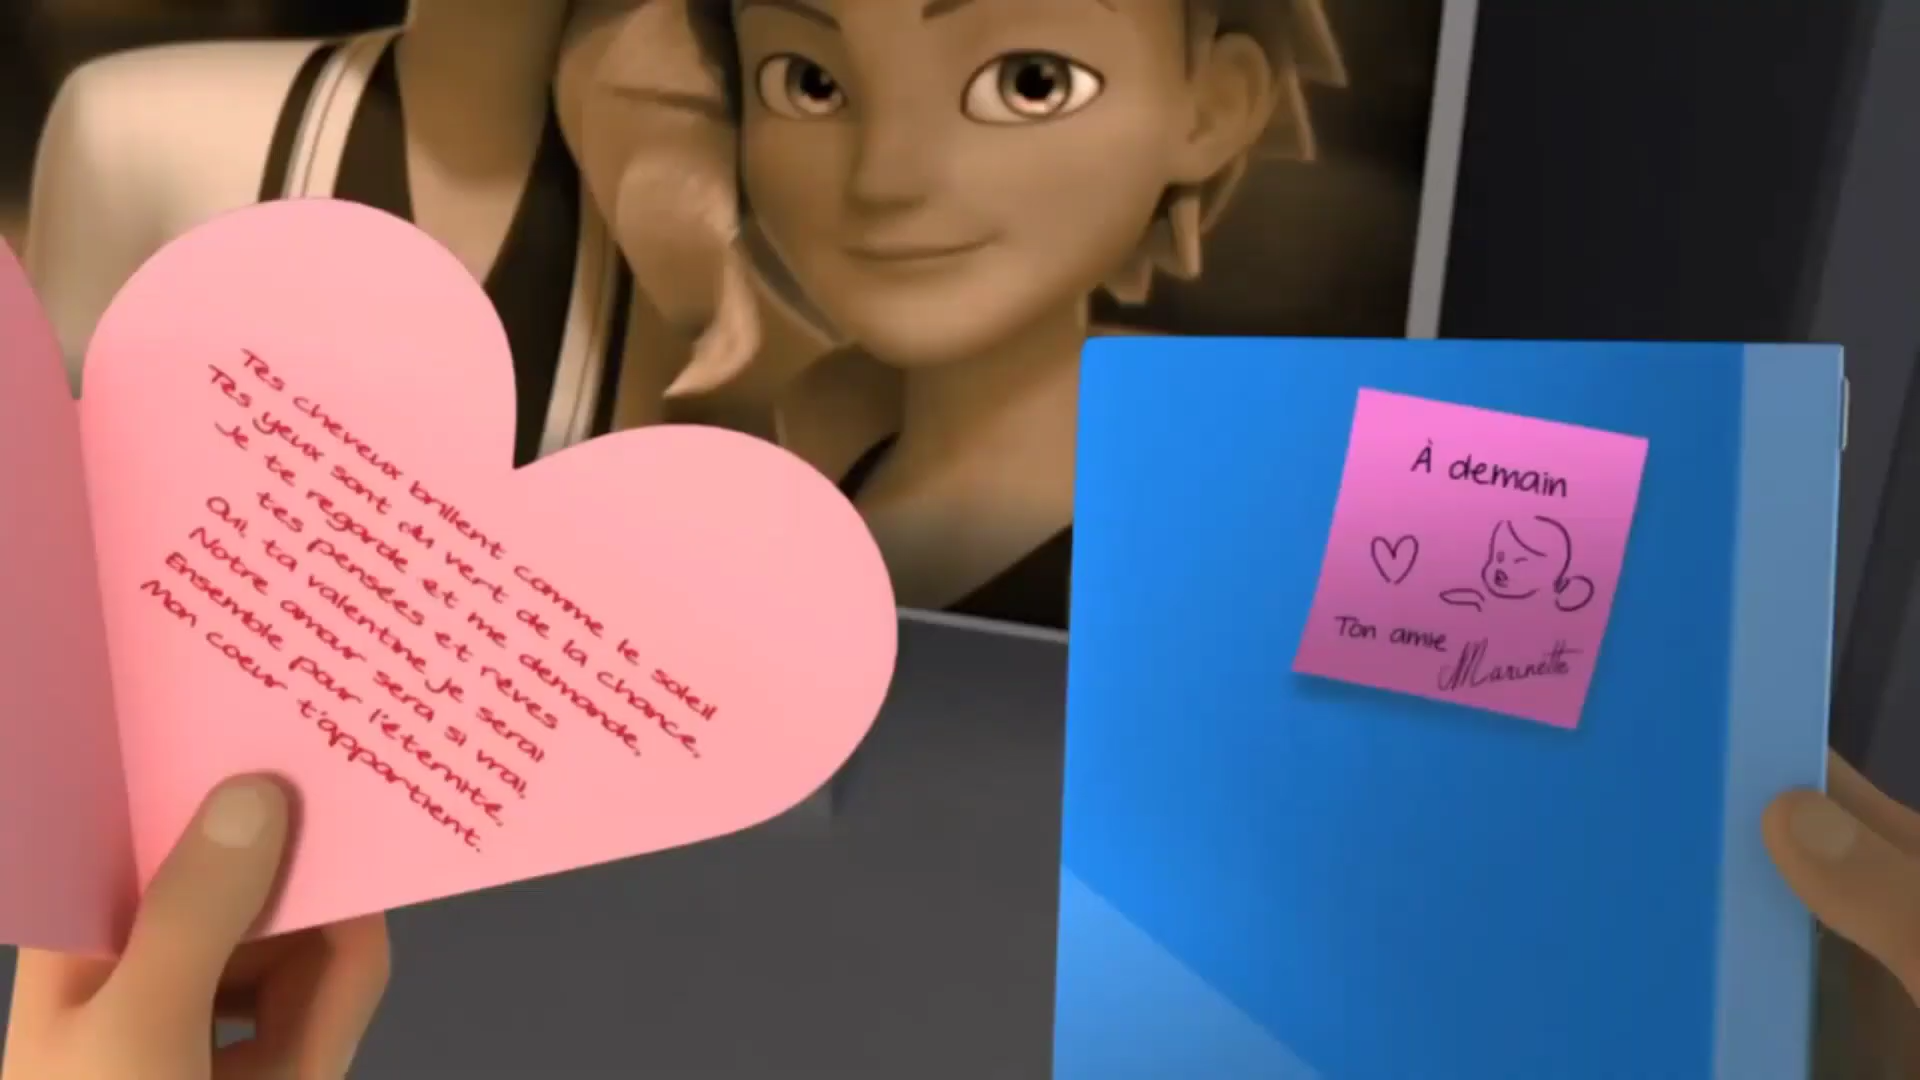 Tes cheveux brillent comme le soleil
Tes yeux sont du vert de la chance,
Je te regarde et me demande,
tes pensées et rêves
Oui, ta valentine je serai
Notre amour sera si vrai,
Ensemble pour l'éternité,
Mon coeur t'appartient.
À demain
Ton amie
Marinette